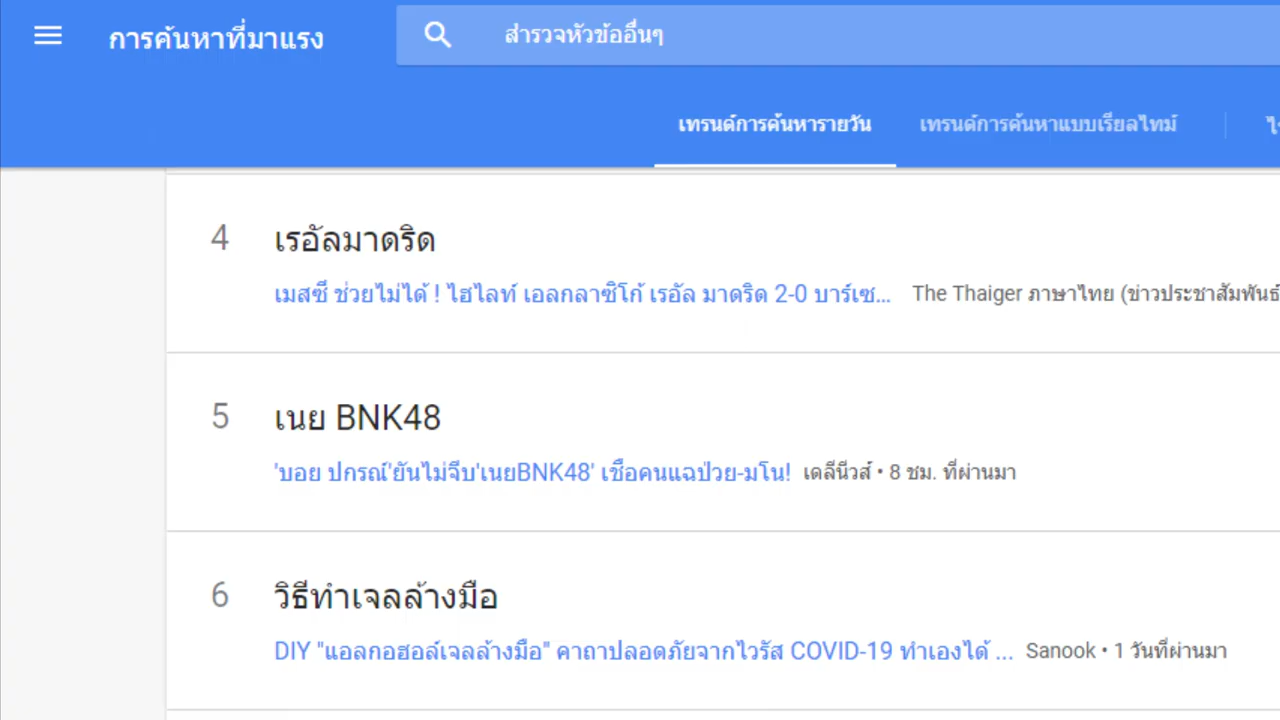 การค้นหาที่มาแรง
สำรวจหัวข้ออื่นๆ
เทรนด์การค้นหารายวัน เทรนด์การค้นหาแบบเรียลไทม์
4 เรอัลมาดริด
เมสซี่ ช่วยไม่ได้ ! ไฮไลท์ เอลกลาซิโก้ เรอัล มาดริด 2-0 บาร์เซ... The Thaiger ภาษาไทย (ข่าวประชาสัมพันธ์
5 เนย BNK48
'บอย ปกรณ์'ยันไม่จีบ'เนยBNK48' เชื่อคนแฉป่วย-มโน! เดลีนีวส์ • 8 ชม. ที่ผ่านมา
6 วิธีทำเจลล้างมือ
DIY "แอลกอฮอล์เจลล้างมือ" คาถาปลอดภัยจากไวรัส COVID-19 ทำเองได้ ... Sanook • 1 วันที่ผ่านมา